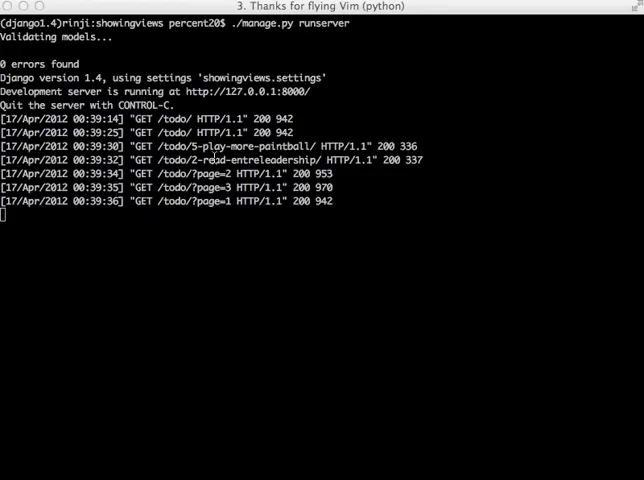 3. Thanks for flying Vim (python)
(django1.4)rinji:showingviews percent20$ ./manage.py runserver
Validating models...
0 errors found
Django version 1.4, using settings 'showingviews.settings'
Development server is running at http://127.0.0.1:8000/
Quit the server with CONTROL-C.
[17/Apr/2012 00:39:14] "GET /todo/ HTTP/1.1" 200 942
[17/Apr/2012 00:39:25] "GET /todo/ HTTP/1.1" 200 942
[17/Apr/2012 00:39:30] "GET /todo/5-play-more-paintball/ HTTP/1.1" 200 336
[17/Apr/2012 00:39:32] "GET /todo/2-read-entreleadership/ HTTP/1.1" 200 337
[17/Apr/2012 00:39:34] "GET /todo/?page=2 HTTP/1.1" 200 953
[17/Apr/2012 00:39:35] "GET /todo/?page=3 HTTP/1.1" 200 970
[17/Apr/2012 00:39:36] "GET /todo/?page=1 HTTP/1.1" 200 942